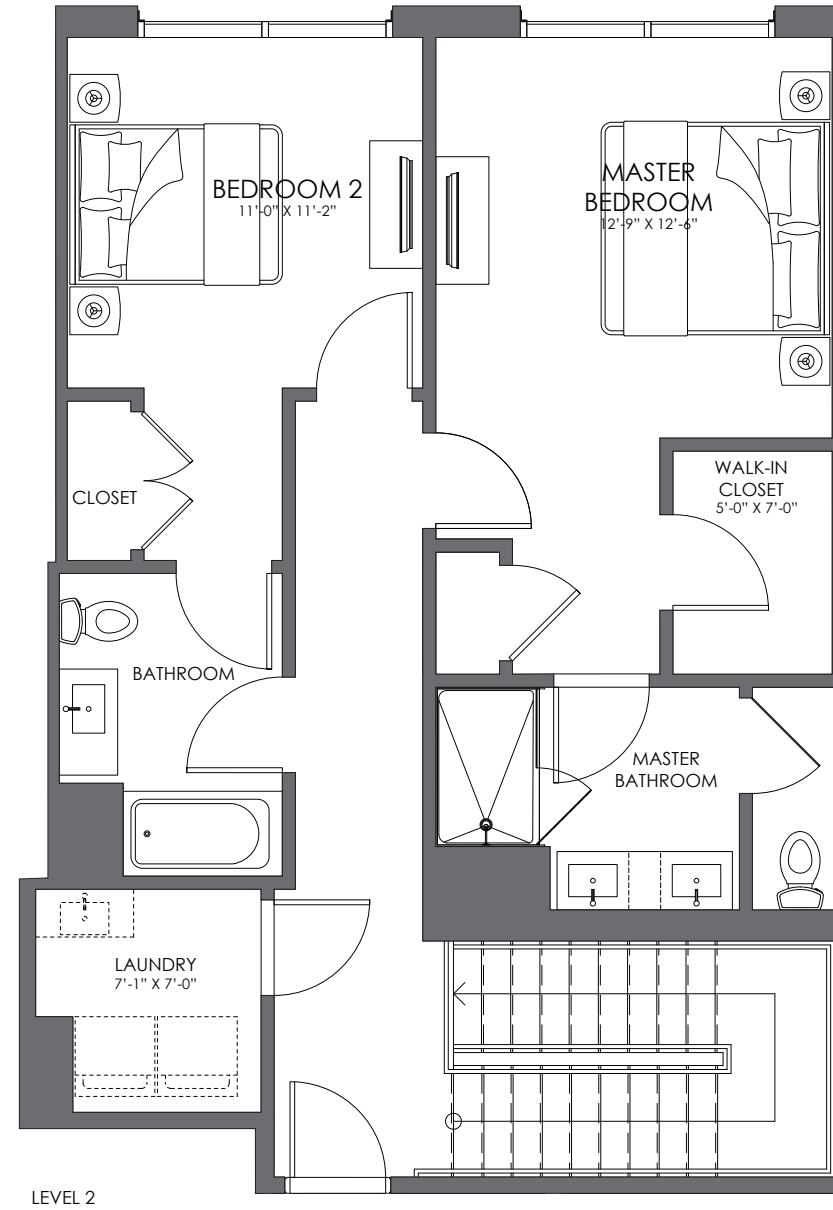 BEDROOM 2
11'-0" X 11'-2"
MASTER
BEDROOM
12'-9" X 12'-6"
WALK-IN
CLOSET
5'-0" X 7'-0"
CLOSET
BATHROOM
MASTER
BATHROOM
LAUNDRY
7'-1" X 7'-0"
LEVEL 2